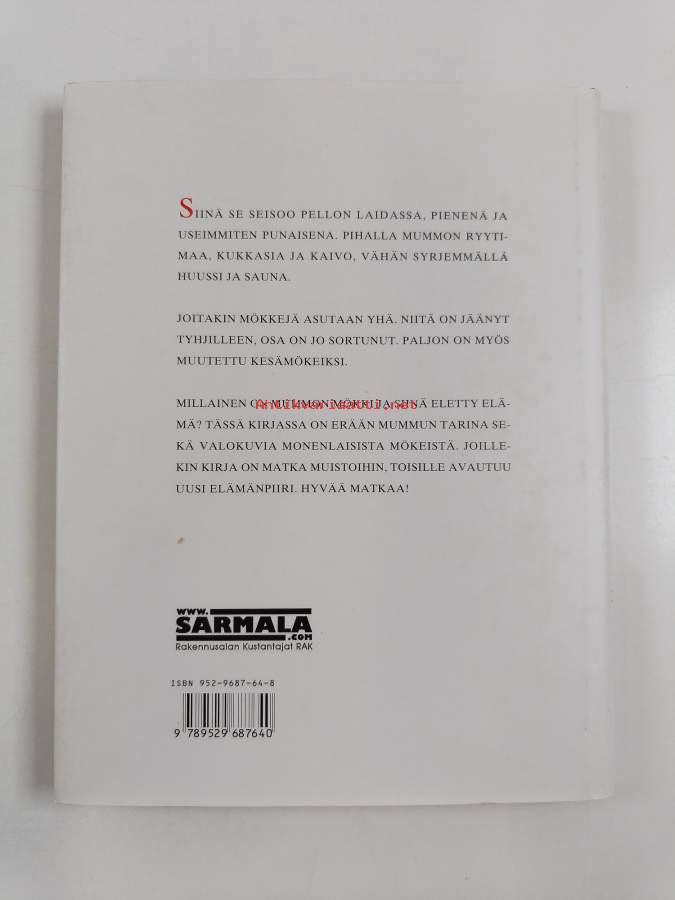 SIINÄ SE SEISOO PELLON LAIDASSA, PIENENÄ JA
USEIMMITEN PUNAISENA. PIHALLA MUMMON RYYTI-
MAA, KUKKASIA JA KAIVO, VÄHÄN SYRJEMMÄLLÄ
HUUSSI JA SAUNA.
JOITAKIN MÖKKEJÄ ASUTAAN YHÄ. NIITÄ ON JÄÄNYT
TYHJILLEEN, OSA ON JO SORTUNUT. PALJON ON MYÖS
MUUTETTU KESÄMÖKEIKSI.
MILLAINEN ON MUMMON MÖKKI JA SIINÄ ELETTY ELÄ-
Antikvariaatti.net
MÄ? TÄSSÄ KIRJASSA ON ERÄÄN MUMMUN TARINA SE-
KÄ VALOKUVIA MONENLAISISTA MÖKEISTÄ. JOILLE-
KIN KIRJA ON MATKA MUISTOIHIN, TOISILLE AVAUTUU
UUSI ELÄMÄNPIIRI. HYVÄÄ MATKAA!
www.
SARMALA
.COM
Rakennusalan Kustantajat RAK
ISBN 952-9687-64-8
9 789529 687640